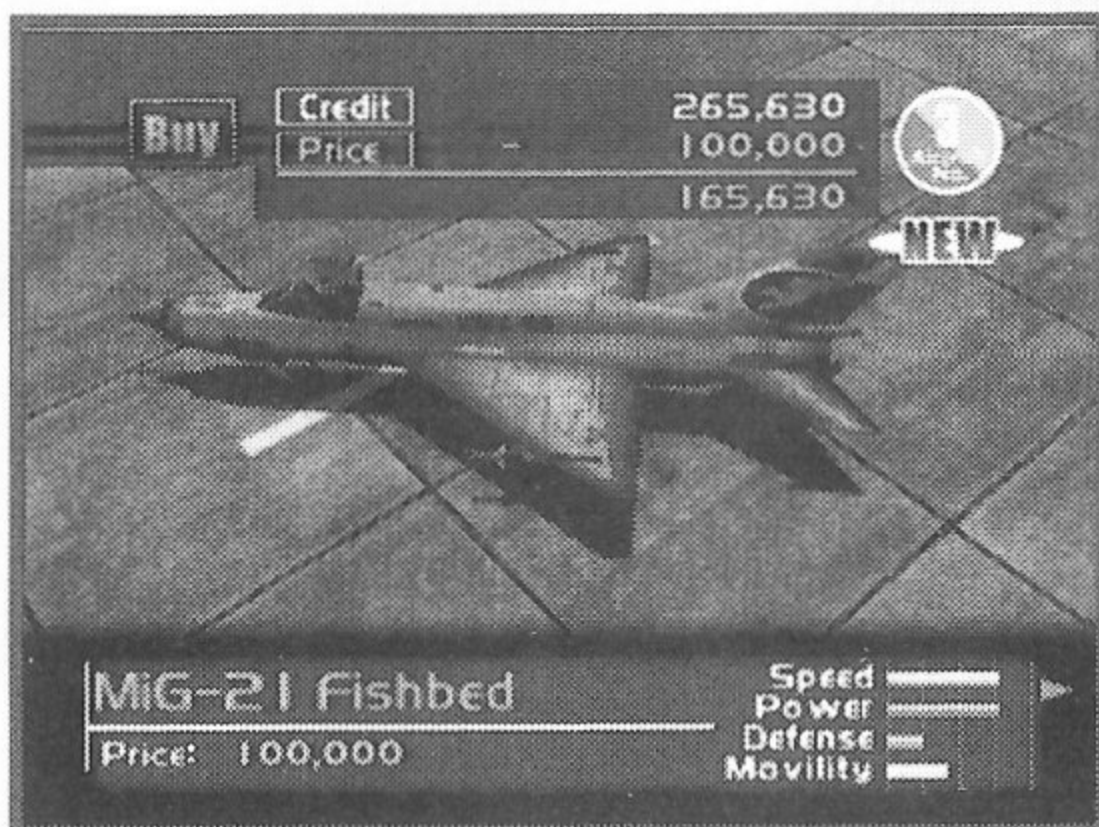 Buy
Credit 265,630
Price - 100,000
165,630
NEW
MiG-21 Fishbed
Price: 100,000
Speed
Power
Defense
Movility